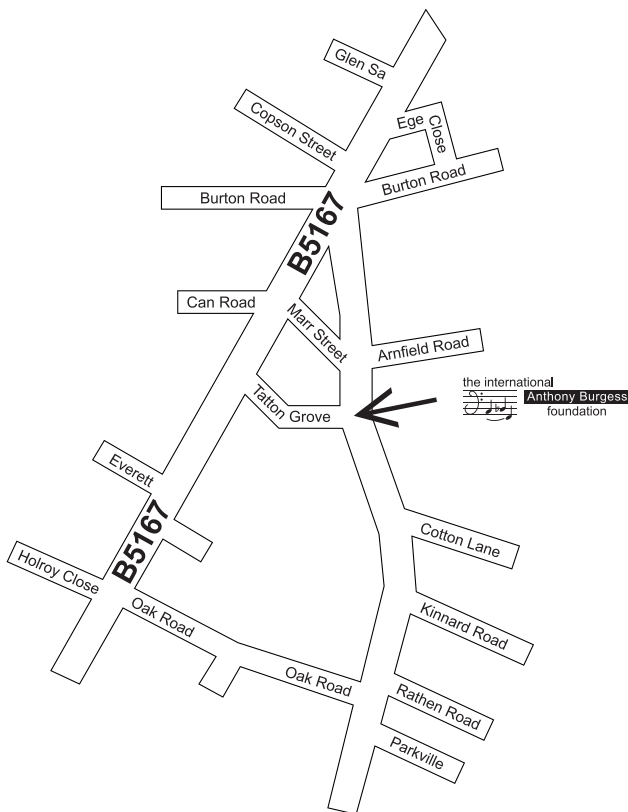 Glen Sa
Copson Street
Ege
Close
Burton Road
Burton Road
B5167
Can Road
Marr Street
Arnfield Road
the international
Anthony Burgess
foundation
Tatton Grove
Everett
B5167
Cotton Lane
Holroy Close
Oak Road
Kinnard Road
Oak Road
Rathen Road
Parkville